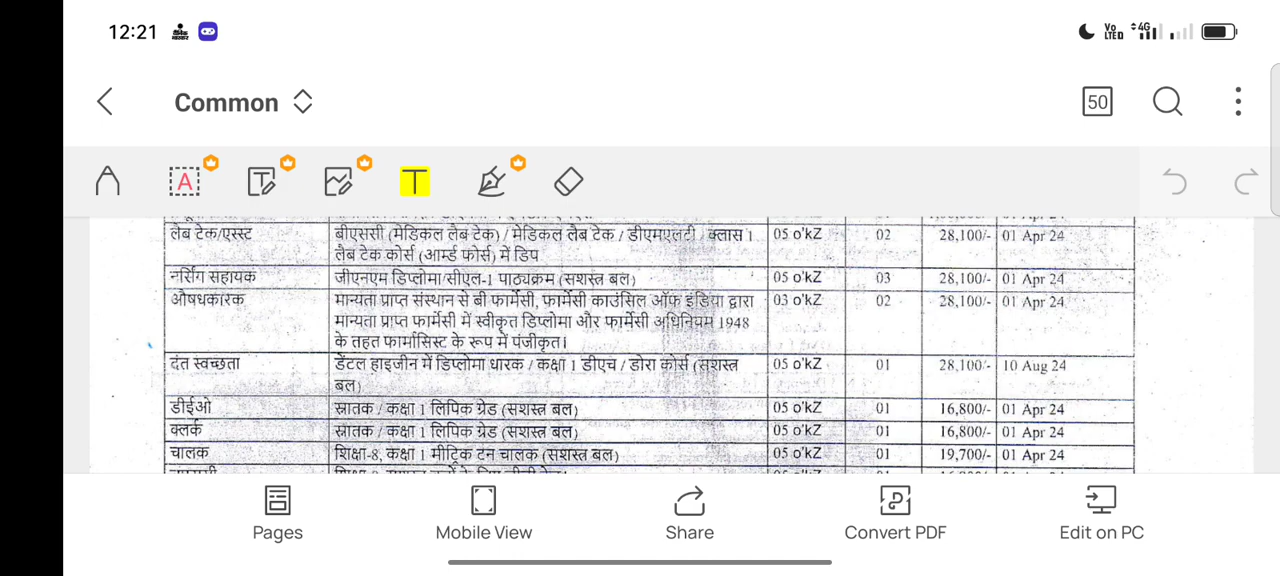 12:21
VoLTE 4G
Common
50
A T T
लेब टेक/एस्स्ट बीएससी (मेडिकल लेब टेक) / मेडिकल लैब टेक / डीएमएलटी / क्लास 1 05 o'kZ 02 28,100/- 01 Apr 24
लैब टेक कोर्स (आर्म्ड फोर्स) में डिप
नर्सिंग सहायक जीएनएम डिप्लोमा/सीएल-1 पाठ्यक्रम (सशस्त्र बल) 05 o'kZ 03 28,100/- 01 Apr 24
औषधकारक मान्यता प्राप्त संस्थान से बी फार्मेसी, फार्मेसी काउंसिल ऑफ इंडिया द्वारा 03 o'kZ 02 28,100/- 01 Apr 24
मान्यता प्राप्त फार्मेसी में स्वीकृत डिप्लोमा और फार्मेसी अधिनियम 1948
के तहत फार्मासिस्ट के रूप में पंजीकृत।
दंत स्वच्छता डेंटल हाइजीन में डिप्लोमा धारक / कक्षा 1 डीएच / डोरा कोर्स (सशस्त्र 05 o'kZ 01 28,100/- 10 Aug 24
बल)
डीईओ स्नातक / कक्षा 1 लिपिक ग्रेड (सशस्त्र बल) 05 o'kZ 01 16,800/- 01 Apr 24
क्लर्क स्नातक / कक्षा 1 लिपिक ग्रेड (सशस्त्र बल) 05 o'kZ 01 16,800/- 01 Apr 24
चालक शिक्षा-8, कक्षा 1 मीट्रिक टन चालक (सशस्त्र बल) 05 o'kZ 01 19,700/- 01 Apr 24
Pages Mobile View Share Convert PDF Edit on PC